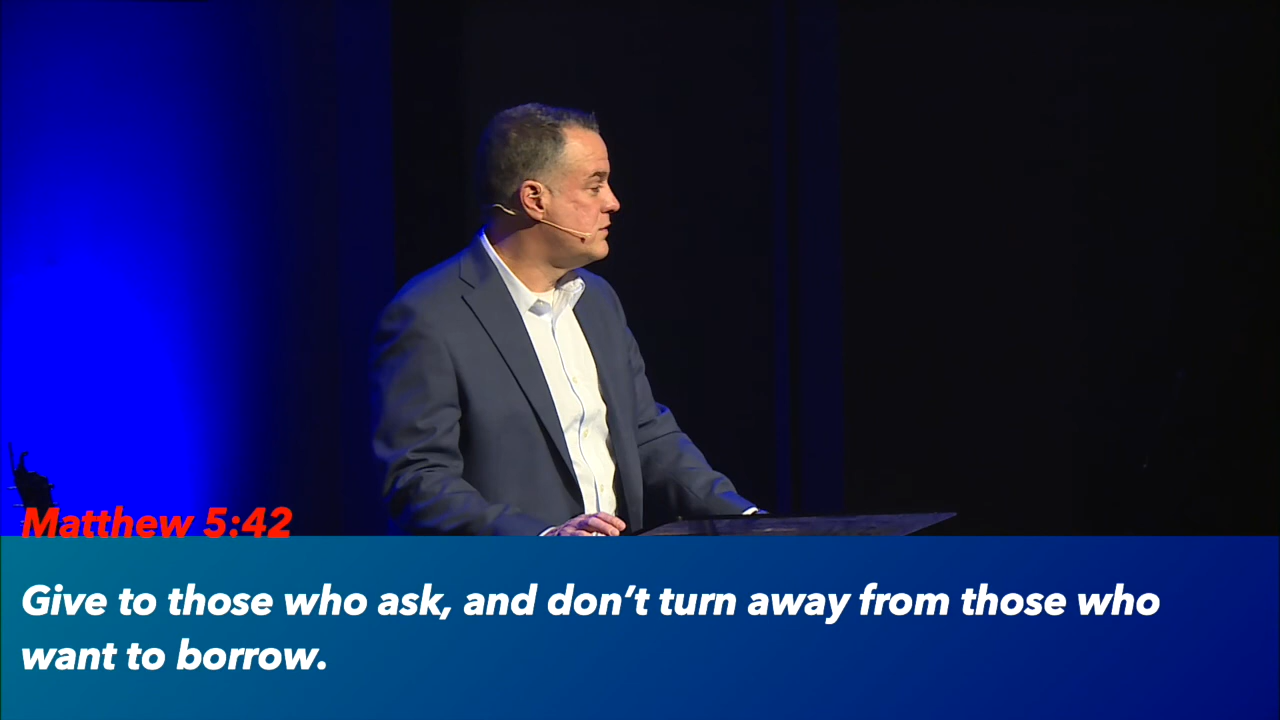 Matthew 5:42
Give to those who ask, and don’t turn away from those who
want to borrow.